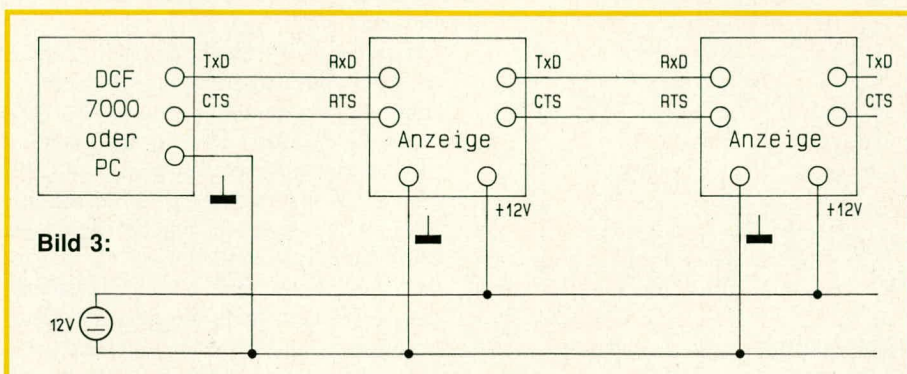 TxD RxD TxD RxD TxD
DCF
7000
oder
PC
CTS RTS CTS RTS CTS
Anzeige Anzeige
+12V +12V
Bild 3:
12V